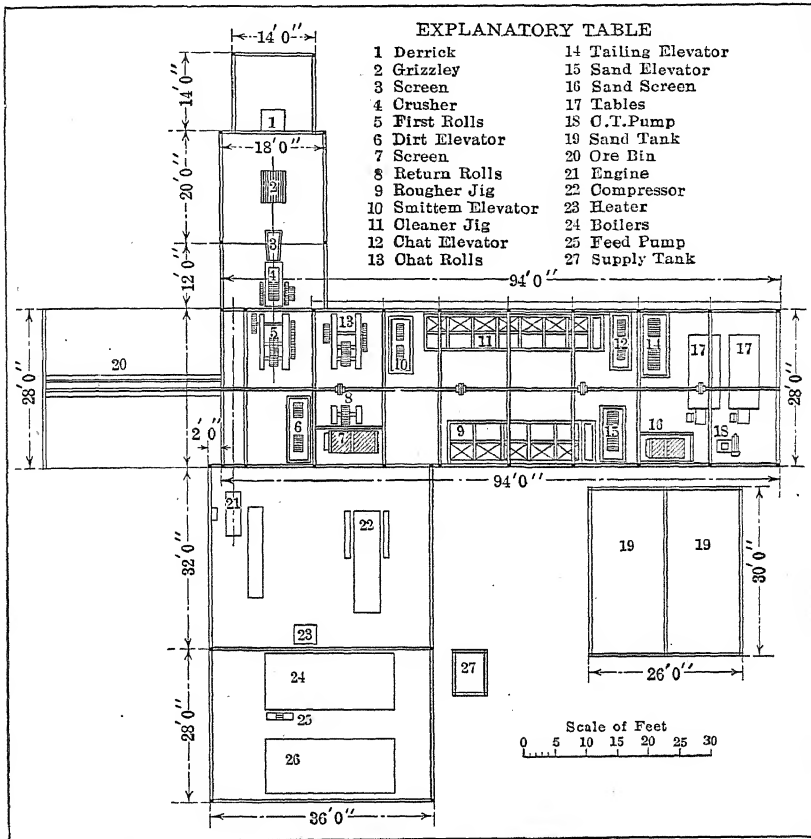 EXPLANATORY TABLE
1 Derrick
2 Grizzley
3 Screen
4 Crusher
5 First Rolls
6 Dirt Elevator
7 Screen
8 Return Rolls
9 Rougher Jig
10 Smittem Elevator
11 Cleaner Jig
12 Chat Elevator
13 Chat Rolls
14 Tailing Elevator
15 Sand Elevator
16 Sand Screen
17 Tables
18 C.T.Pump
19 Sand Tank
20 Ore Bin
21 Engine
22 Compressor
23 Heater
24 Boilers
25 Feed Pump
27 Supply Tank
14'0"
14'0"
1
18'0"
20'0"
2
3
12'0"
4
94'0"
5
13
10
11
12
14
17
17
20
28'0"
28'0"
8
2'0"
6
7
9
15
16
18
94'0"
21
22
32'0"
19
19
30'0"
23
24
27
26'0"
25
28'0"
26
Scale of Feet
0 5 10 15 20 25 30
36'0"